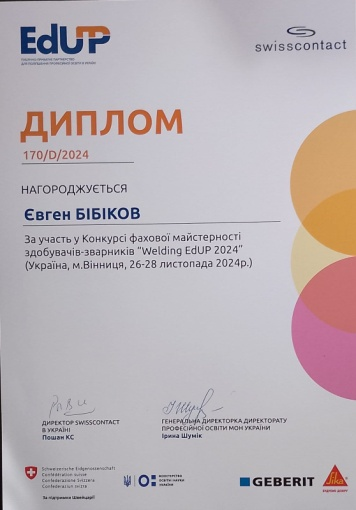 EdUP
swisscontact
ДИПЛОМ
170/D/2024
НАГОРОДЖУЄТЬСЯ
Євген БІБІКОВ
За участь у Конкурсі фахової майстерності
здобувачів-зварників “Welding EdUP 2024”
(Україна, м.Вінниця, 26-28 листопада 2024р.)
ДИРЕКТОР SWISSCONTACT
В УКРАЇНІ
Пошан КС
ГЕНЕРАЛЬНА ДИРЕКТОРКА ДИРЕКТОРАТУ
ПРОФЕСІЙНОЇ ОСВІТИ МОН УКРАЇНИ
Ірина Шумік
Schweizerische Eidgenossenschaft
Confédération suisse
Confederazione Svizzera
Confederaziun svizra
За підтримки Швейцарії
МІНІСТЕРСТВО
ОСВІТИ І НАУКИ
УКРАЇНИ
GEBERIT
Sika